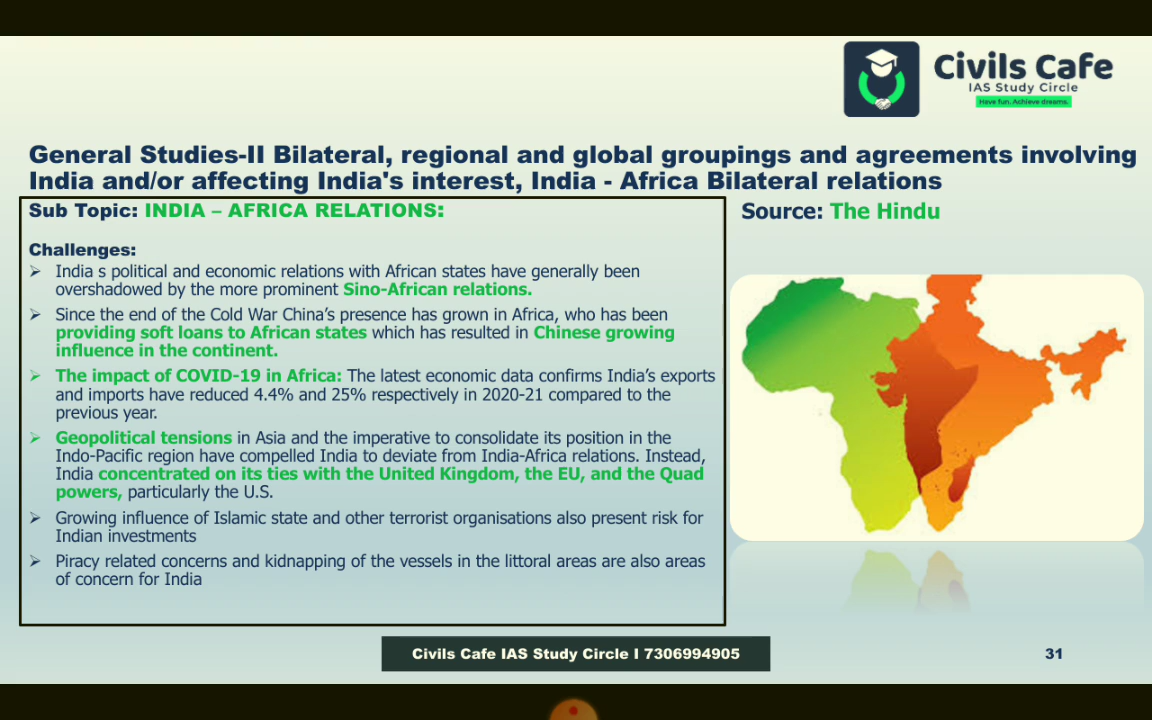 Civils Cafe
IAS Study Circle
Have fun. Achieve dreams.
General Studies-II Bilateral, regional and global groupings and agreements involving
India and/or affecting India's interest, India - Africa Bilateral relations
Sub Topic: INDIA – AFRICA RELATIONS:
Source: The Hindu
Challenges:
➢ India s political and economic relations with African states have generally been
overshadowed by the more prominent Sino-African relations.
➢ Since the end of the Cold War China’s presence has grown in Africa, who has been
providing soft loans to African states which has resulted in Chinese growing
influence in the continent.
➢ The impact of COVID-19 in Africa: The latest economic data confirms India’s exports
and imports have reduced 4.4% and 25% respectively in 2020-21 compared to the
previous year.
➢ Geopolitical tensions in Asia and the imperative to consolidate its position in the
Indo-Pacific region have compelled India to deviate from India-Africa relations. Instead,
India concentrated on its ties with the United Kingdom, the EU, and the Quad
powers, particularly the U.S.
➢ Growing influence of Islamic state and other terrorist organisations also present risk for
Indian investments
➢ Piracy related concerns and kidnapping of the vessels in the littoral areas are also areas
of concern for India
Civils Cafe IAS Study Circle I 7306994905
31